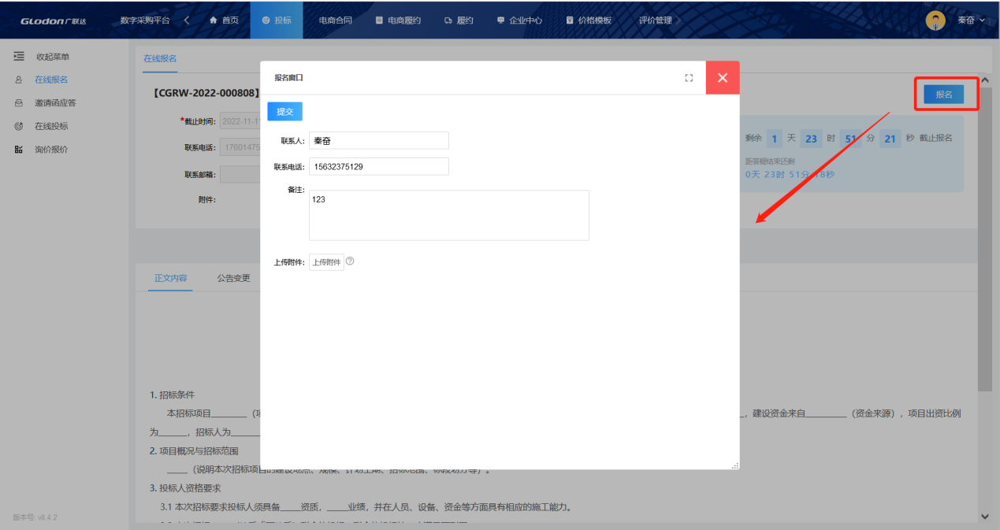 GLodon广联达 数字采购平台 首页 投标 电商合同 电商履约 履约 企业中心 价格模板 评价管理 秦奋
收起菜单
在线报名
邀请函应答
在线投标
询价报价
版本号: v8.4.2
在线报名
【CGRW-2022-000808】
报名
*截止时间: 2022-11-1
联系电话: 17601475
联系邮箱:
附件:
剩余 1 天 23 时 51 分 21 秒 截止报名
距答疑结束还剩
0天 23时 51分 18秒
报名窗口
提交
联系人: 秦奋
联系电话: 15632375129
备注: 123
上传附件: 上传附件
正文内容 公告变更
1. 招标条件
本招标项目_______ (项 _, 建设资金来自________ (资金来源) , 项目出资比例
为_____, 招标人为_____
2. 项目概况与招标范围
____ (说明本次招标项目的建设地点、规模、计划工期、招标范围、标段划分等) 。
3. 投标人资格要求
3.1 本次招标要求投标人须具备____资质, ____业绩, 并在人员、设备、资金等方面具有相应的施工能力。